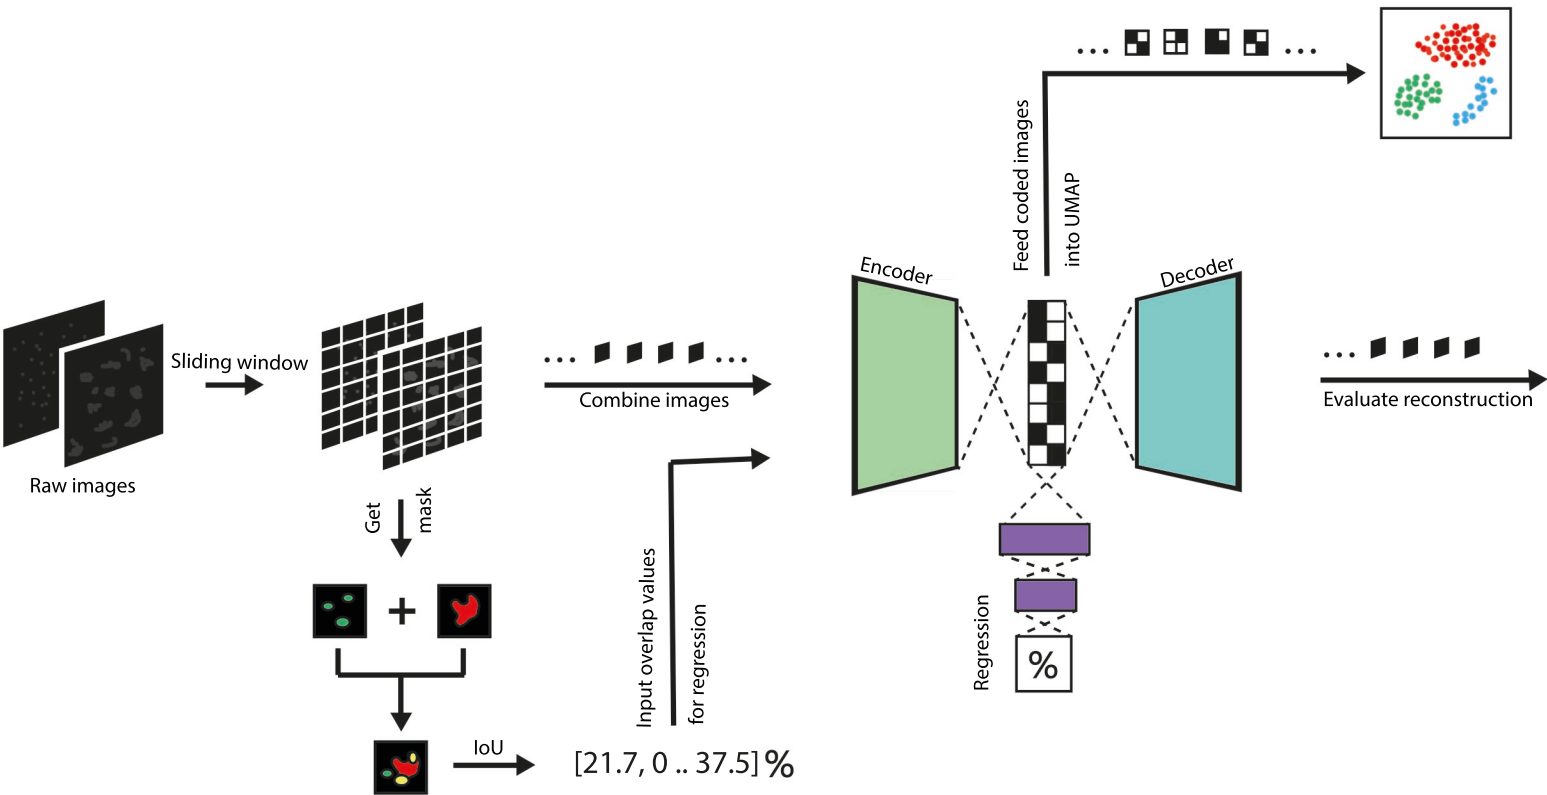 Feed coded images
into UMAP
Encoder
Decoder
Sliding window
Raw images
...
...
Combine images
...
...
...
Evaluate reconstruction
Get
mask
+
IoU
[21.7, 0 .. 37.5] %
Input overlap values
for regression
Regression
%